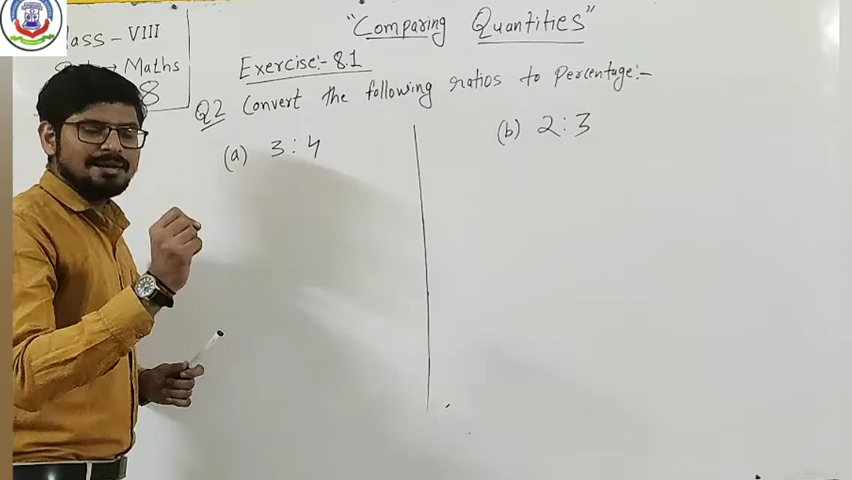 "Comparing Quantities"
Class - VIII
Maths
8
Exercise:- 8.1
Q2 Convert the following ratios to Percentage:-
(a) 3:4
(b) 2:3